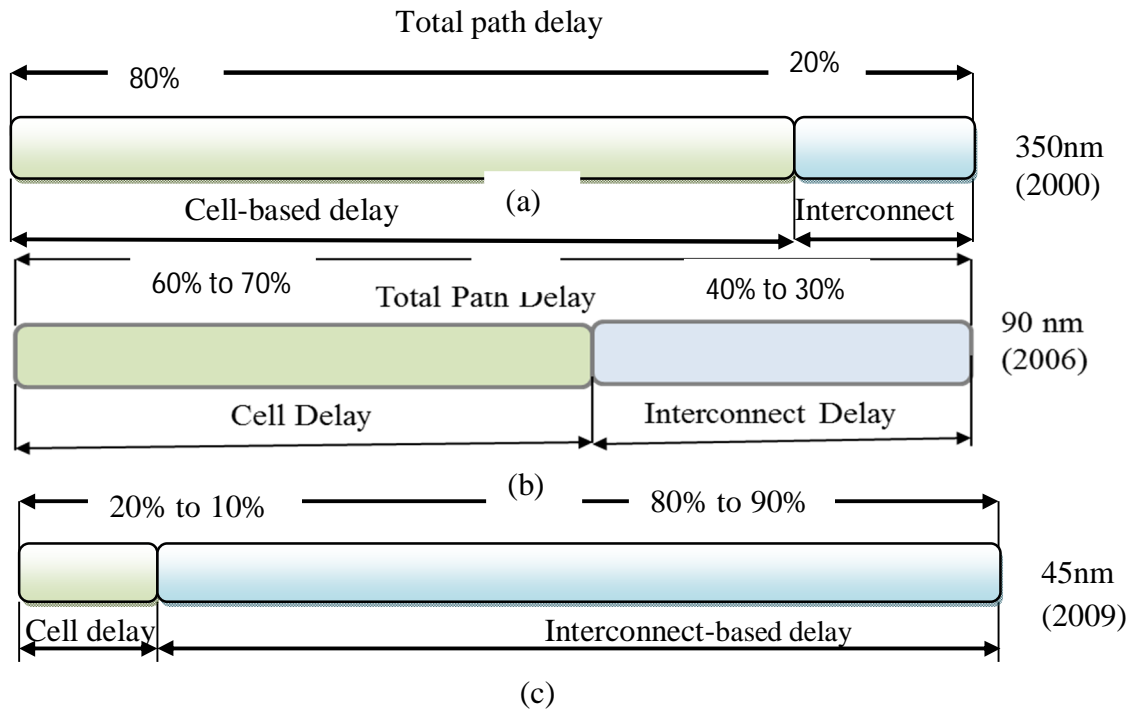 Total path delay
80%
20%
350nm
(2000)
Cell-based delay
(a)
Interconnect
60% to 70%
Total Path Delay
40% to 30%
90 nm
(2006)
Cell Delay
Interconnect Delay
(b)
20% to 10%
80% to 90%
45nm
(2009)
Cell delay
Interconnect-based delay
(c)